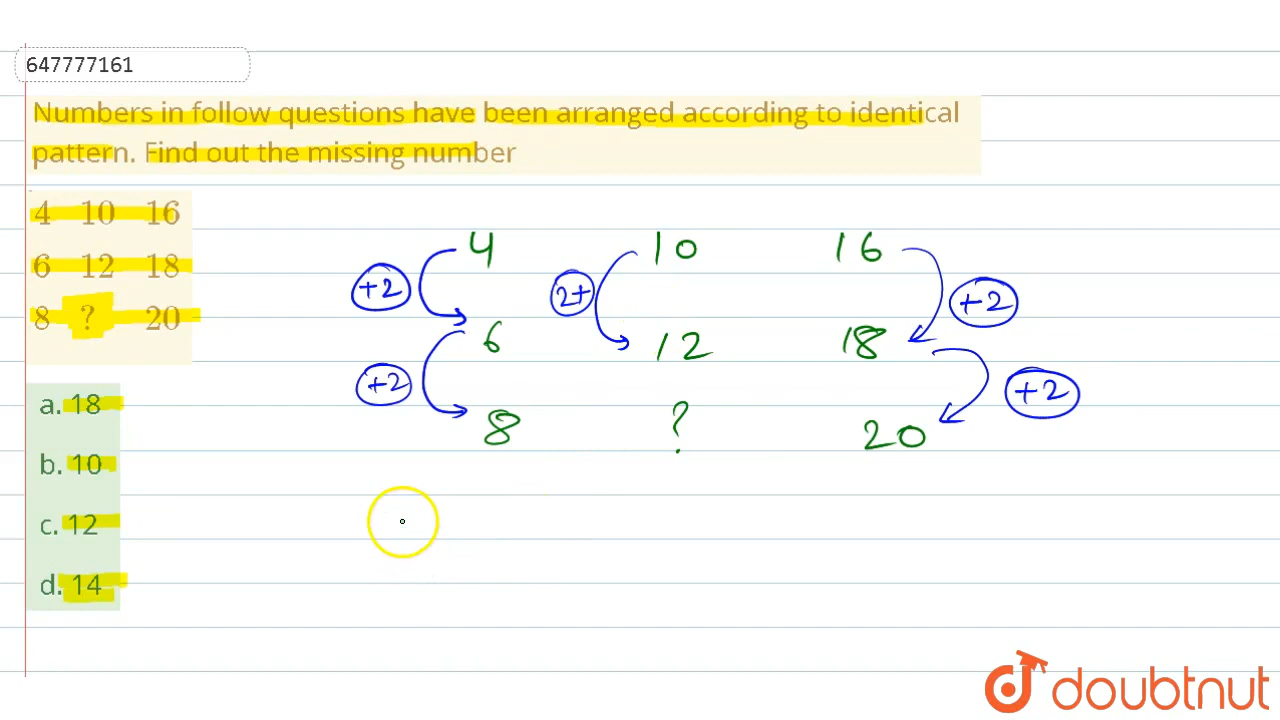 647777161
Numbers in follow questions have been arranged according to identical
pattern. Find out the missing number
4 10 16
6 12 18
8 ? 20
a. 18
b. 10
c. 12
d. 14
4 10 16
+2 2+ +2
6 12 18
+2 +2
8 ? 20
doubtnut